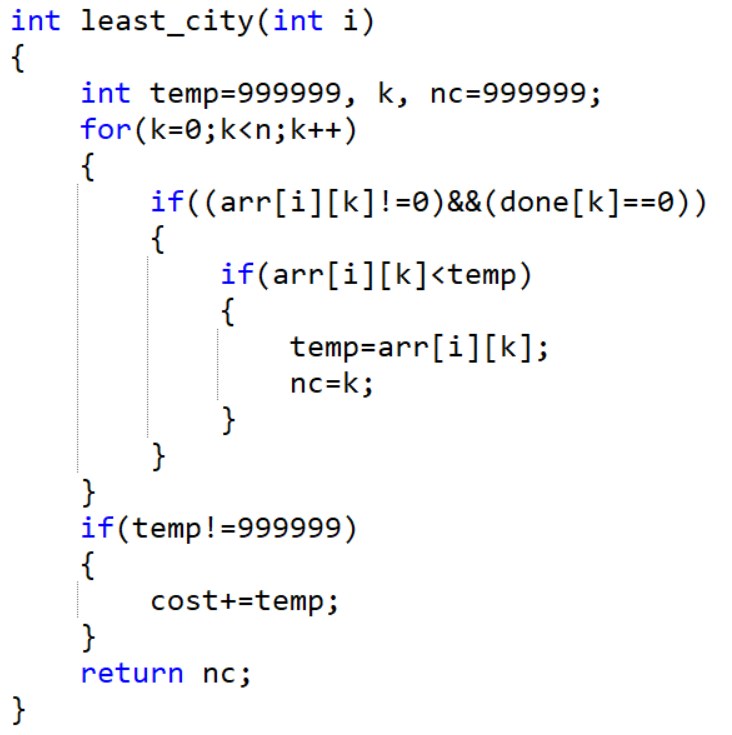 int least_city(int i)
{
    int temp=999999, k, nc=999999;
    for(k=0;k<n;k++)
    {
        if((arr[i][k]!=0)&&(done[k]==0))
        {
            if(arr[i][k]<temp)
            {
                temp=arr[i][k];
                nc=k;
            }
        }
    }
    if(temp!=999999)
    {
        cost+=temp;
    }
    return nc;
}